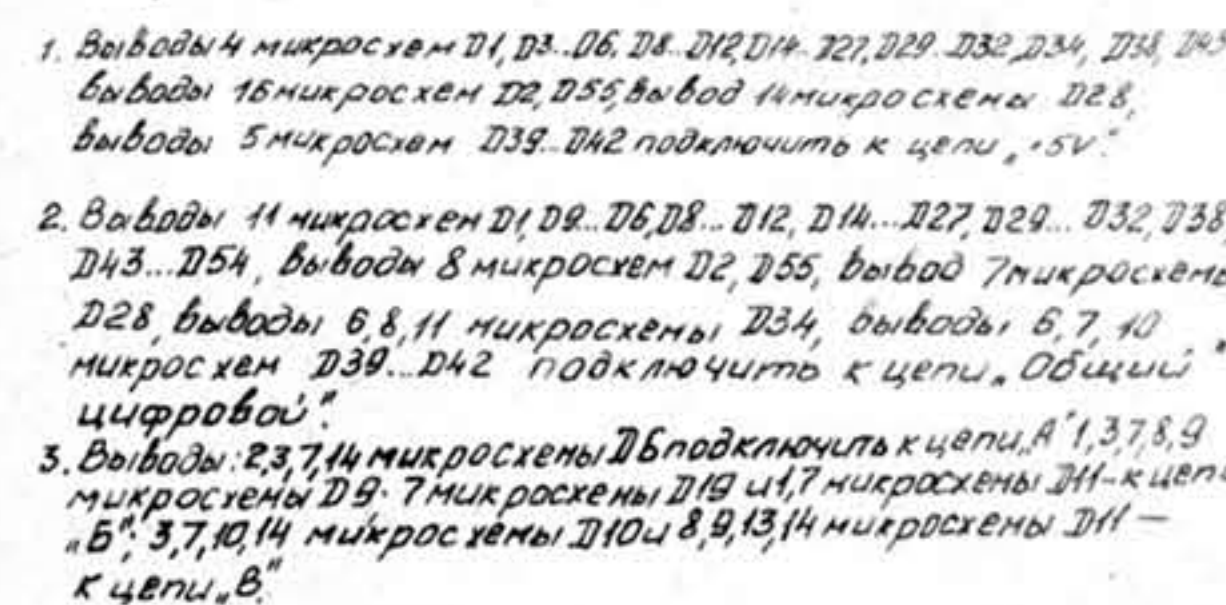 1. Выводы 4 микросхем D1, D3...D6, D8...D12, D14...D27, D29...D32, D34, D38, D43
выводы 16 микросхем D2, D55, вывод 14 микросхемы D28,
выводы 5 микросхем D39...D42 подключить к цепи „+5V".
2. Выводы 11 микросхем D1, D9...D6, D8...D12, D14...D27, D29...D32, D38,
D43...D54, выводы 8 микросхем D2, D55, вывод 7 микросхемы
D28, выводы 6,8,11 микросхемы D34, выводы 6,7,10
микросхем D39...D42 подключить к цепи „Общий
цифровой".
3. Выводы: 2,3,7,14 микросхемы D6 подключить к цепи „А" 1,3,7,8,9
микросхемы D9. 7 микросхемы D19 и 1,7 микросхемы D11 - к цепи
„Б"; 3,7,10,14 микросхемы D10 и 8,9,13,14 микросхемы D11 —
к цепи „В".